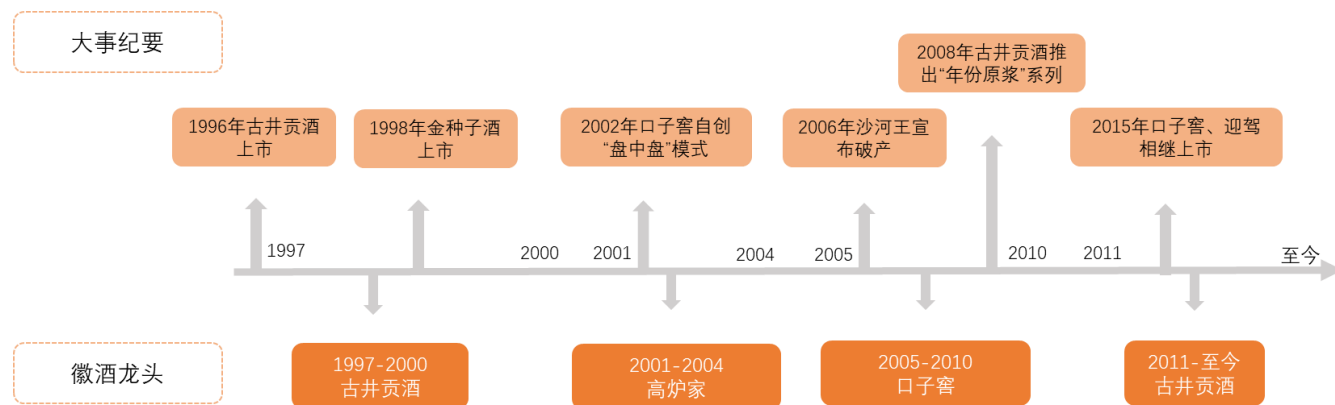 大事纪要
1996年古井贡酒
上市
1998年金种子酒
上市
2002年口子窖自创
“盘中盘”模式
2006年沙河王宣
布破产
2008年古井贡酒推
出“年份原浆”系列
2015年口子窖、迎驾
相继上市
1997
2000
2001
2004
2005
2010
2011
至今
徽酒龙头
1997-2000
古井贡酒
2001-2004
高炉家
2005-2010
口子窖
2011-至今
古井贡酒